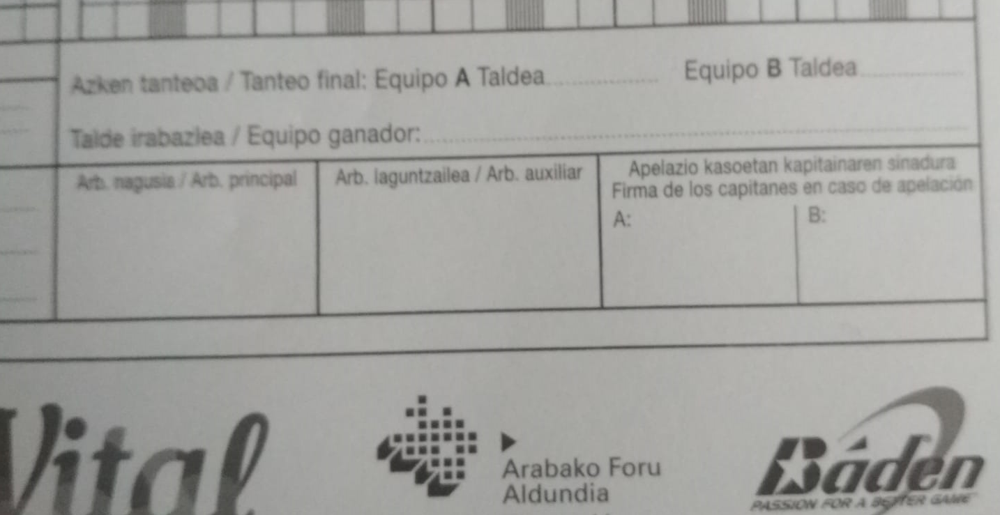 Azken tanteoa / Tanteo final: Equipo A Taldea.................... Equipo B Taldea....................
Talde irabazlea / Equipo ganador:........................................
Arb. nagusia / Arb. principal
Arb. laguntzailea / Arb. auxiliar
Apelazio kasoetan kapitainaren sinadura
Firma de los capitanes en caso de apelación
A:
B:
Vital
Arabako Foru
Aldundia
Baden
PASSION FOR A BETTER GAME